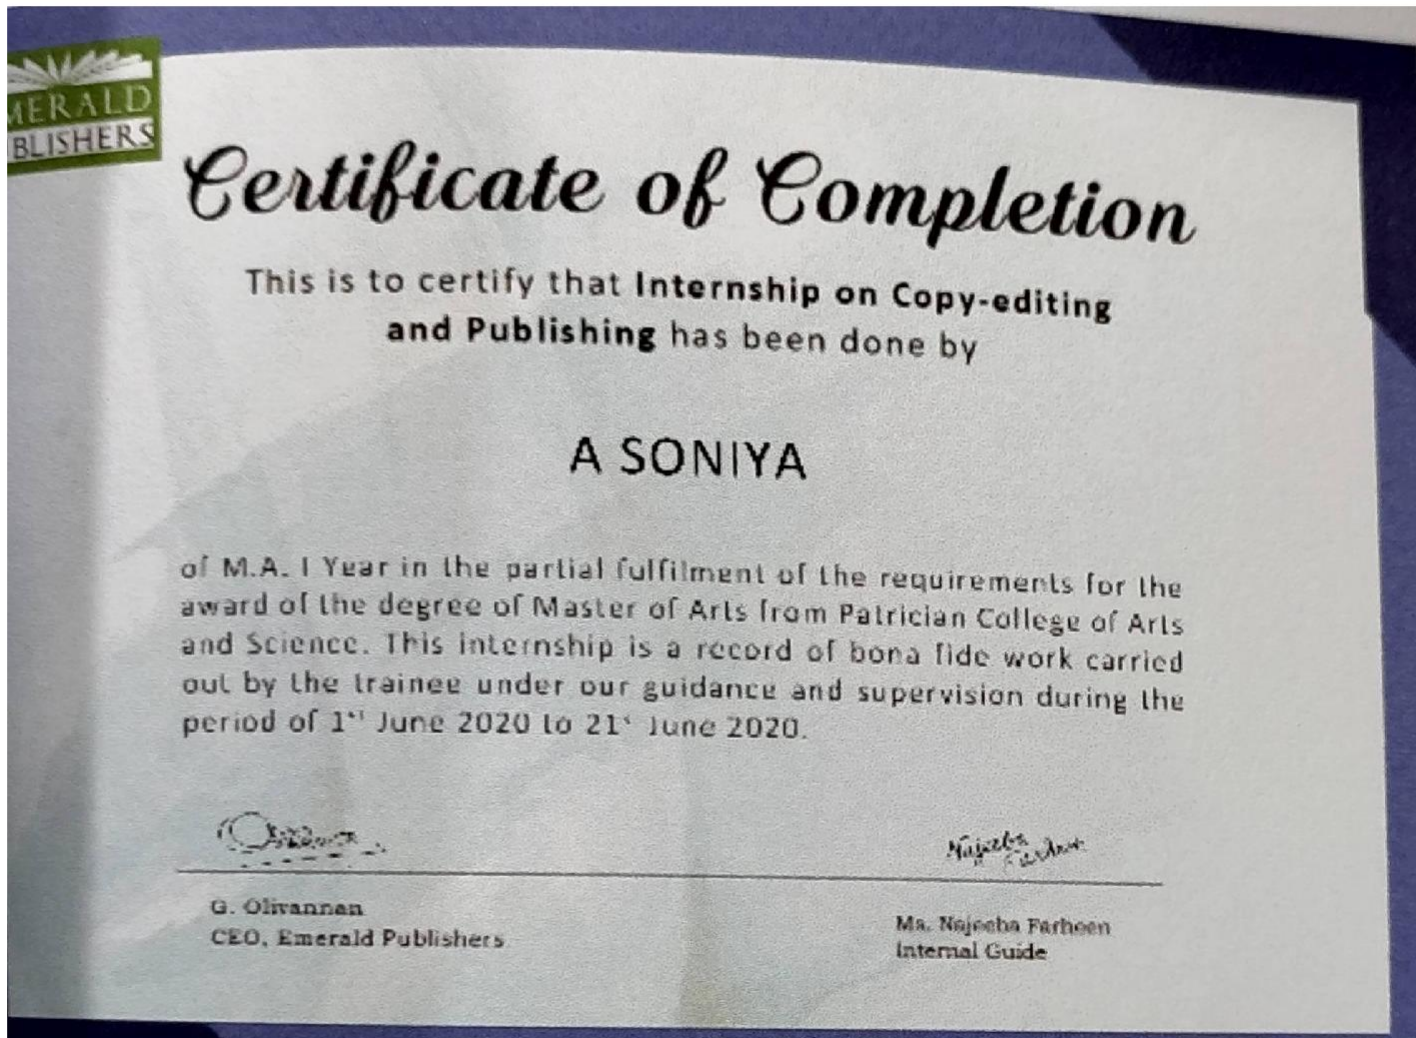 MERALD
BLISHERS
Certificate of Completion
This is to certify that Internship on Copy-editing
and Publishing has been done by
A SONIYA
of M.A. I Year in the partial fulfilment of the requirements for the
award of the degree of Master of Arts from Patrician College of Arts
and Science. This internship is a record of bona fide work carried
out by the trainee under our guidance and supervision during the
period of 1st June 2020 to 21st June 2020.
Najeeba
Farheen
G. Olivannan
CEO, Emerald Publishers
Ms. Najeeba Farheen
Internal Guide